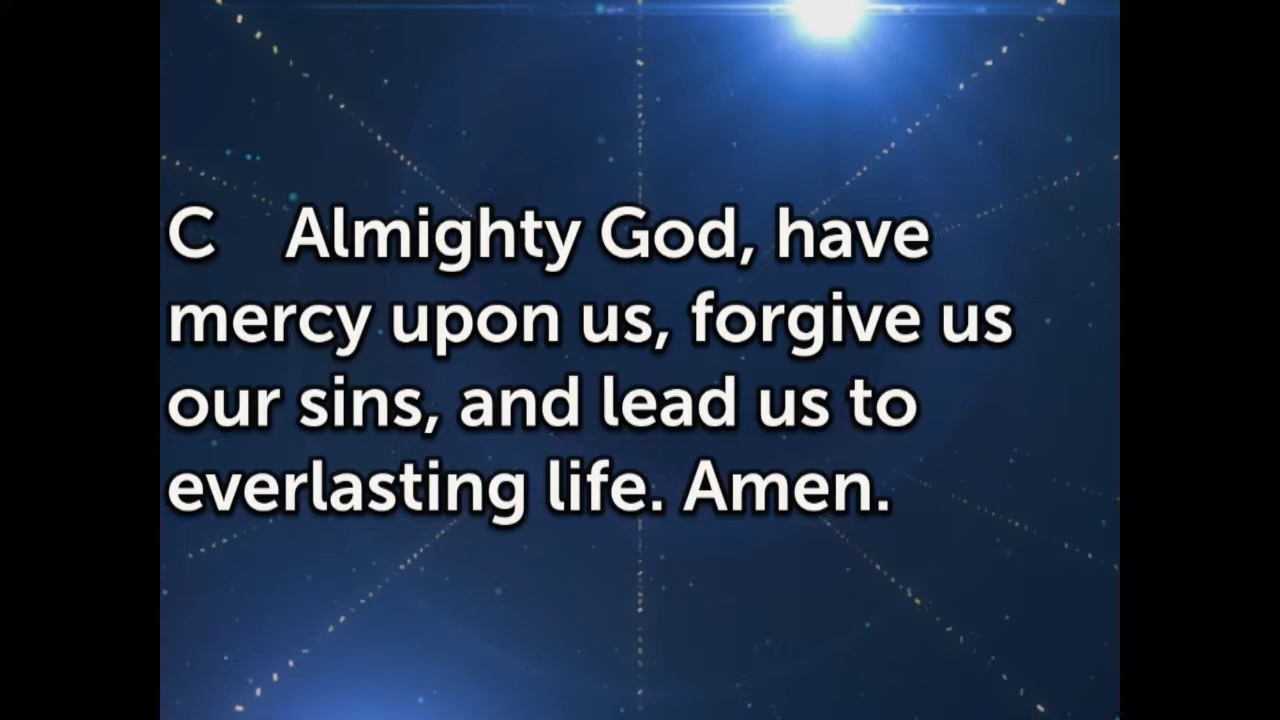 C    Almighty God, have
mercy upon us, forgive us
our sins, and lead us to
everlasting life. Amen.